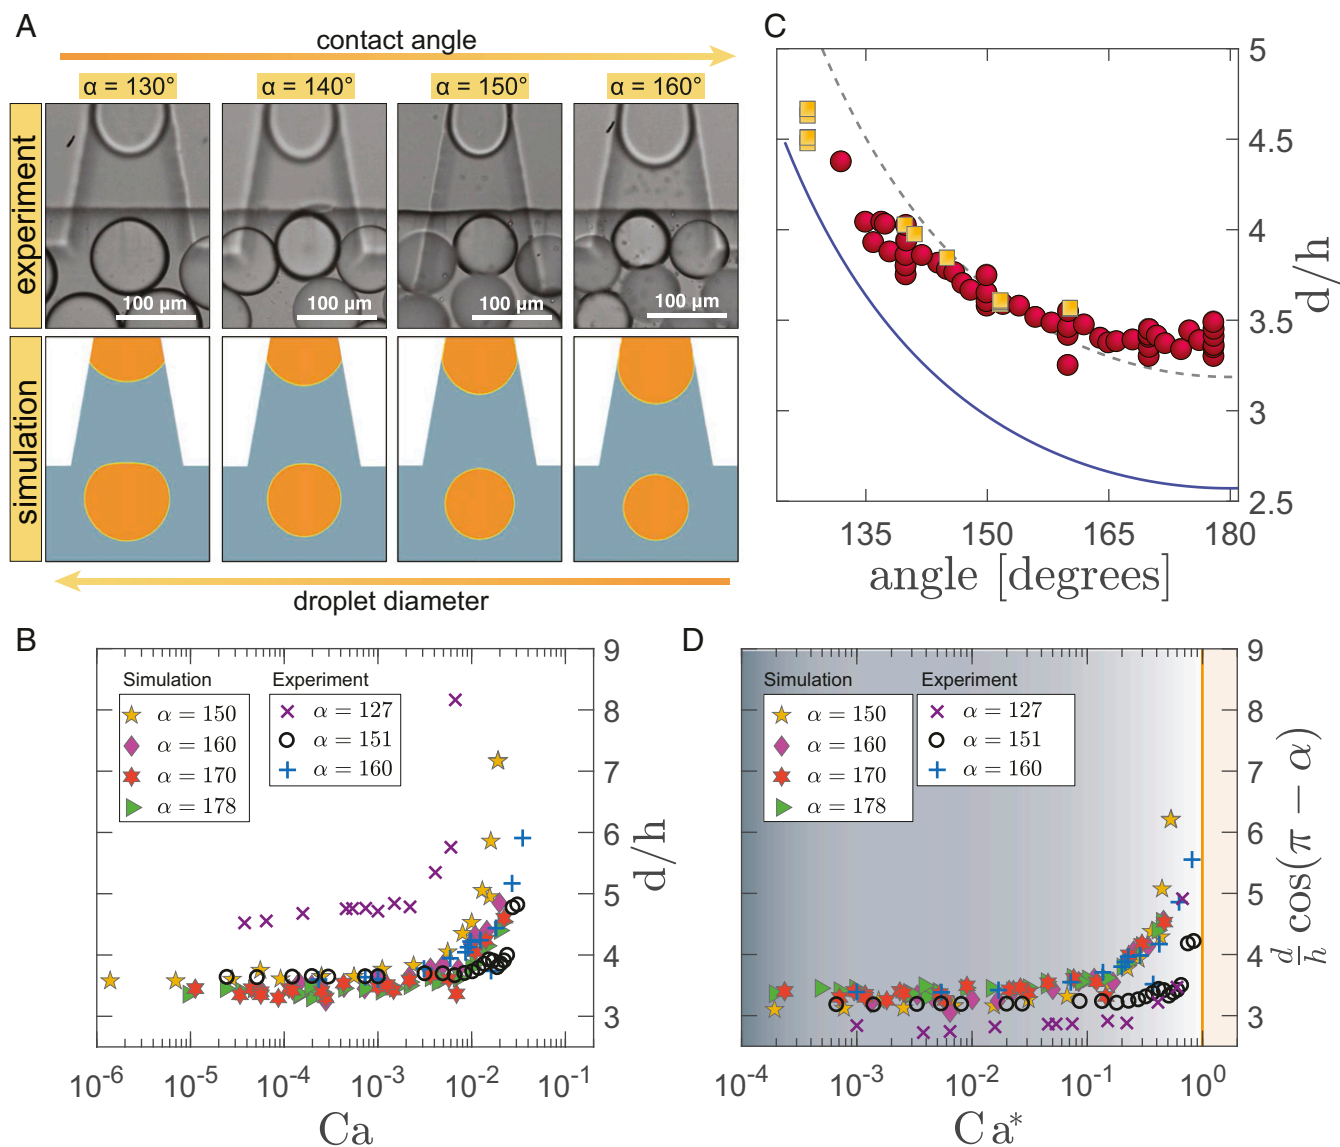 A
contact angle
α = 130°
α = 140°
α = 150°
α = 160°
experiment
100 µm
100 µm
100 µm
100 µm
simulation
droplet diameter
C
5
4.5
4
3.5
3
2.5
d/h
135
150
165
180
angle [degrees]
B
Simulation
α = 150
α = 160
α = 170
α = 178
Experiment
α = 127
α = 151
α = 160
9
8
7
6
5
4
3
d/h
10⁻⁶
10⁻⁵
10⁻⁴
10⁻³
10⁻²
10⁻¹
Ca
D
Simulation
α = 150
α = 160
α = 170
α = 178
Experiment
α = 127
α = 151
α = 160
9
8
7
6
5
4
3
d/h cos(π − α)
10⁻⁴
10⁻³
10⁻²
10⁻¹
10⁰
Ca*